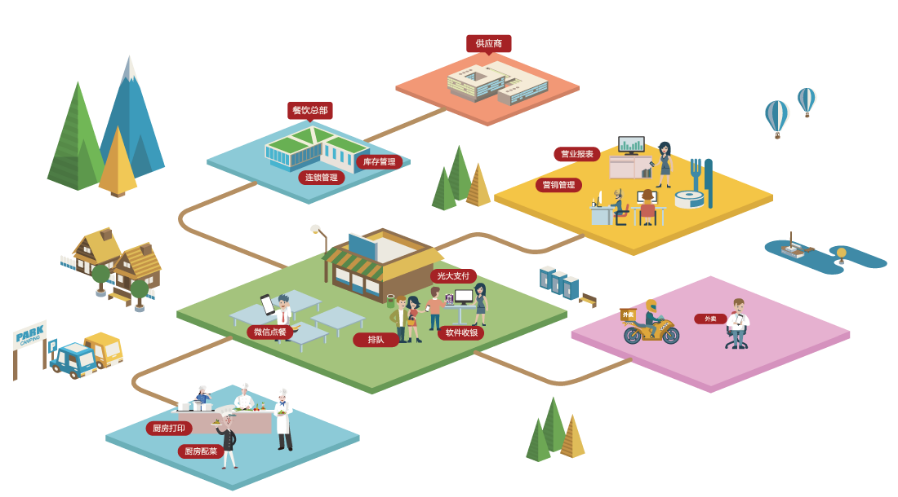 供应商
餐饮总部
库存管理
连锁管理
营业报表
营销管理
光大支付
微信点餐
排队
软件收银
外卖
外卖
PARK
CAMPING
P
厨房打印
厨房配菜